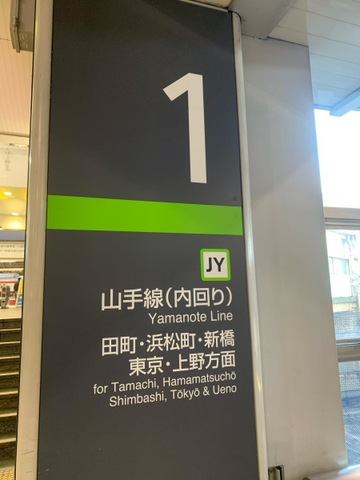 1
JY
山手線(内回り)
Yamanote Line
田町・浜松町・新橋
東京・上野方面
for Tamachi, Hamamatsuchō
Shimbashi, Tōkyō & Ueno